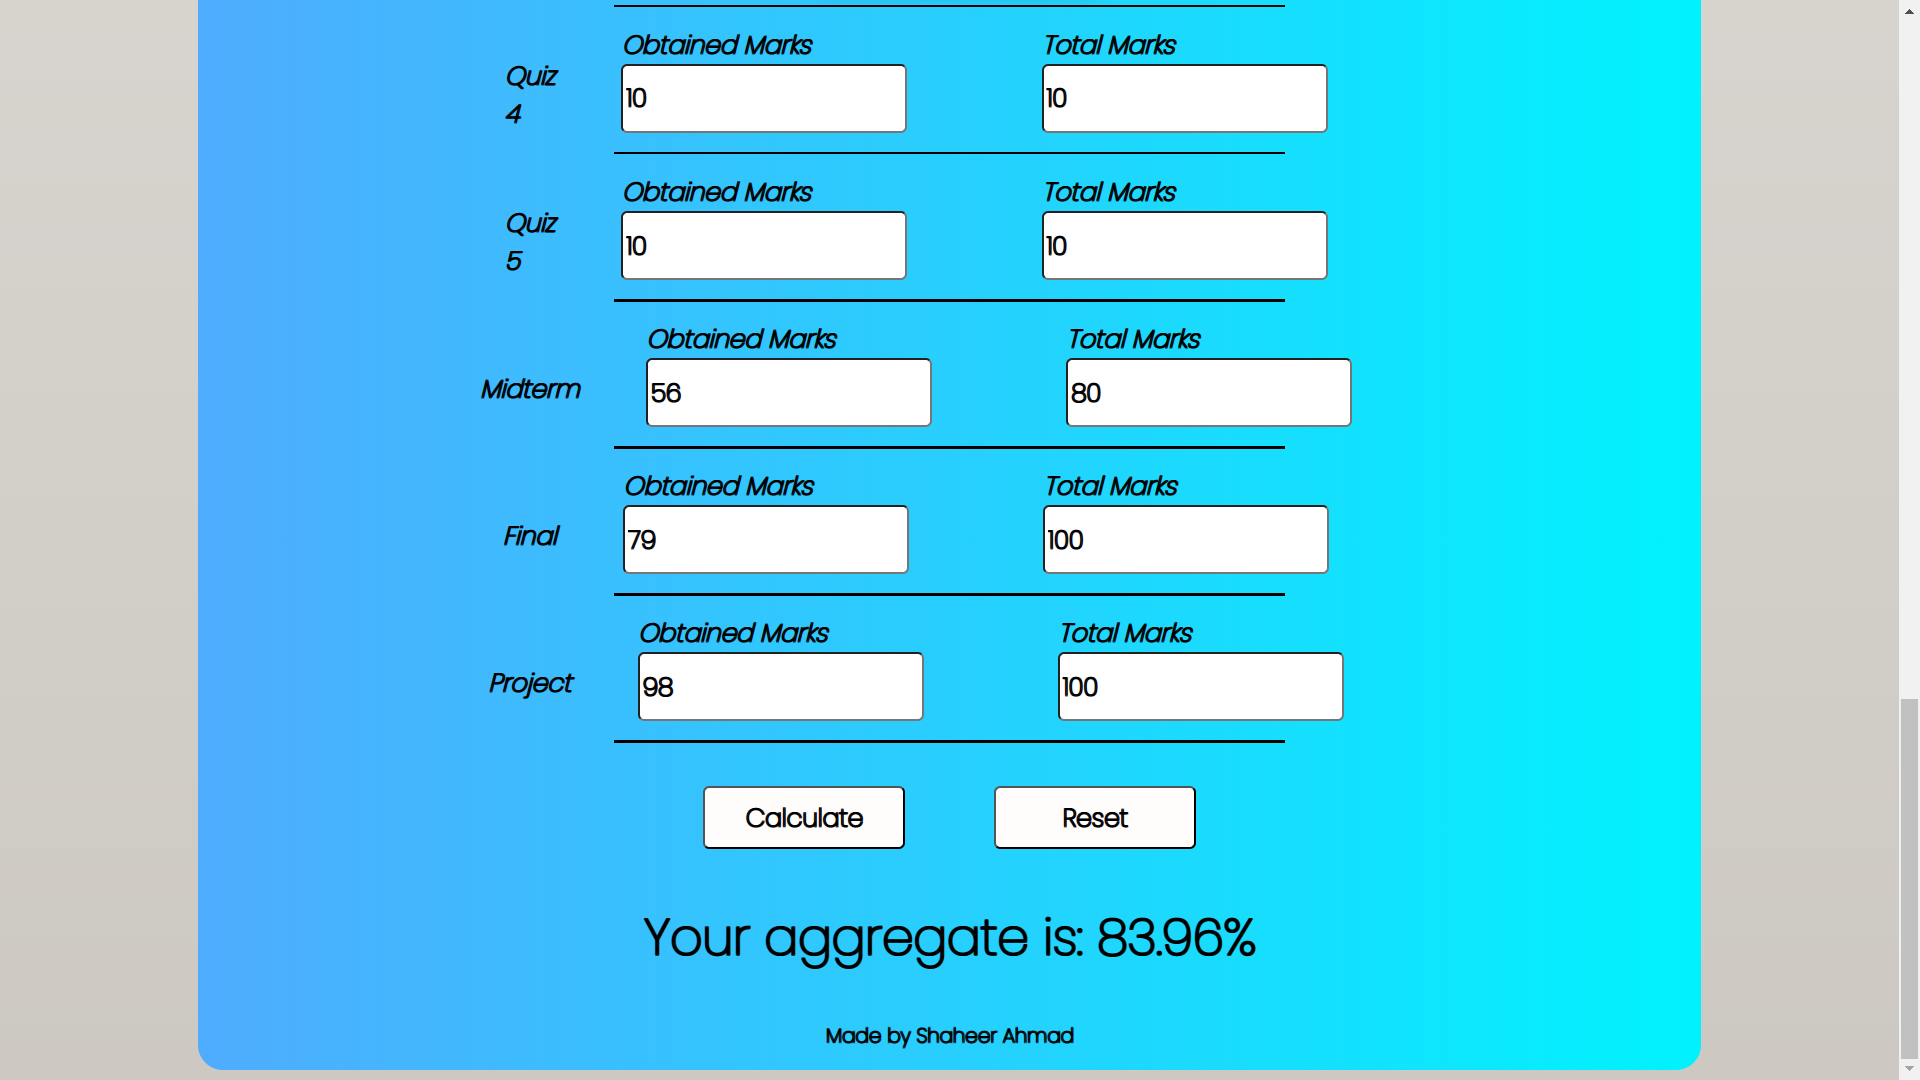 Obtained Marks Total Marks
Quiz
4
10 10
Obtained Marks Total Marks
Quiz
5
10 10
Obtained Marks Total Marks
Midterm 56 80
Obtained Marks Total Marks
Final 79 100
Obtained Marks Total Marks
Project 98 100
Calculate Reset
Your aggregate is: 83.96%
Made by Shaheer Ahmad